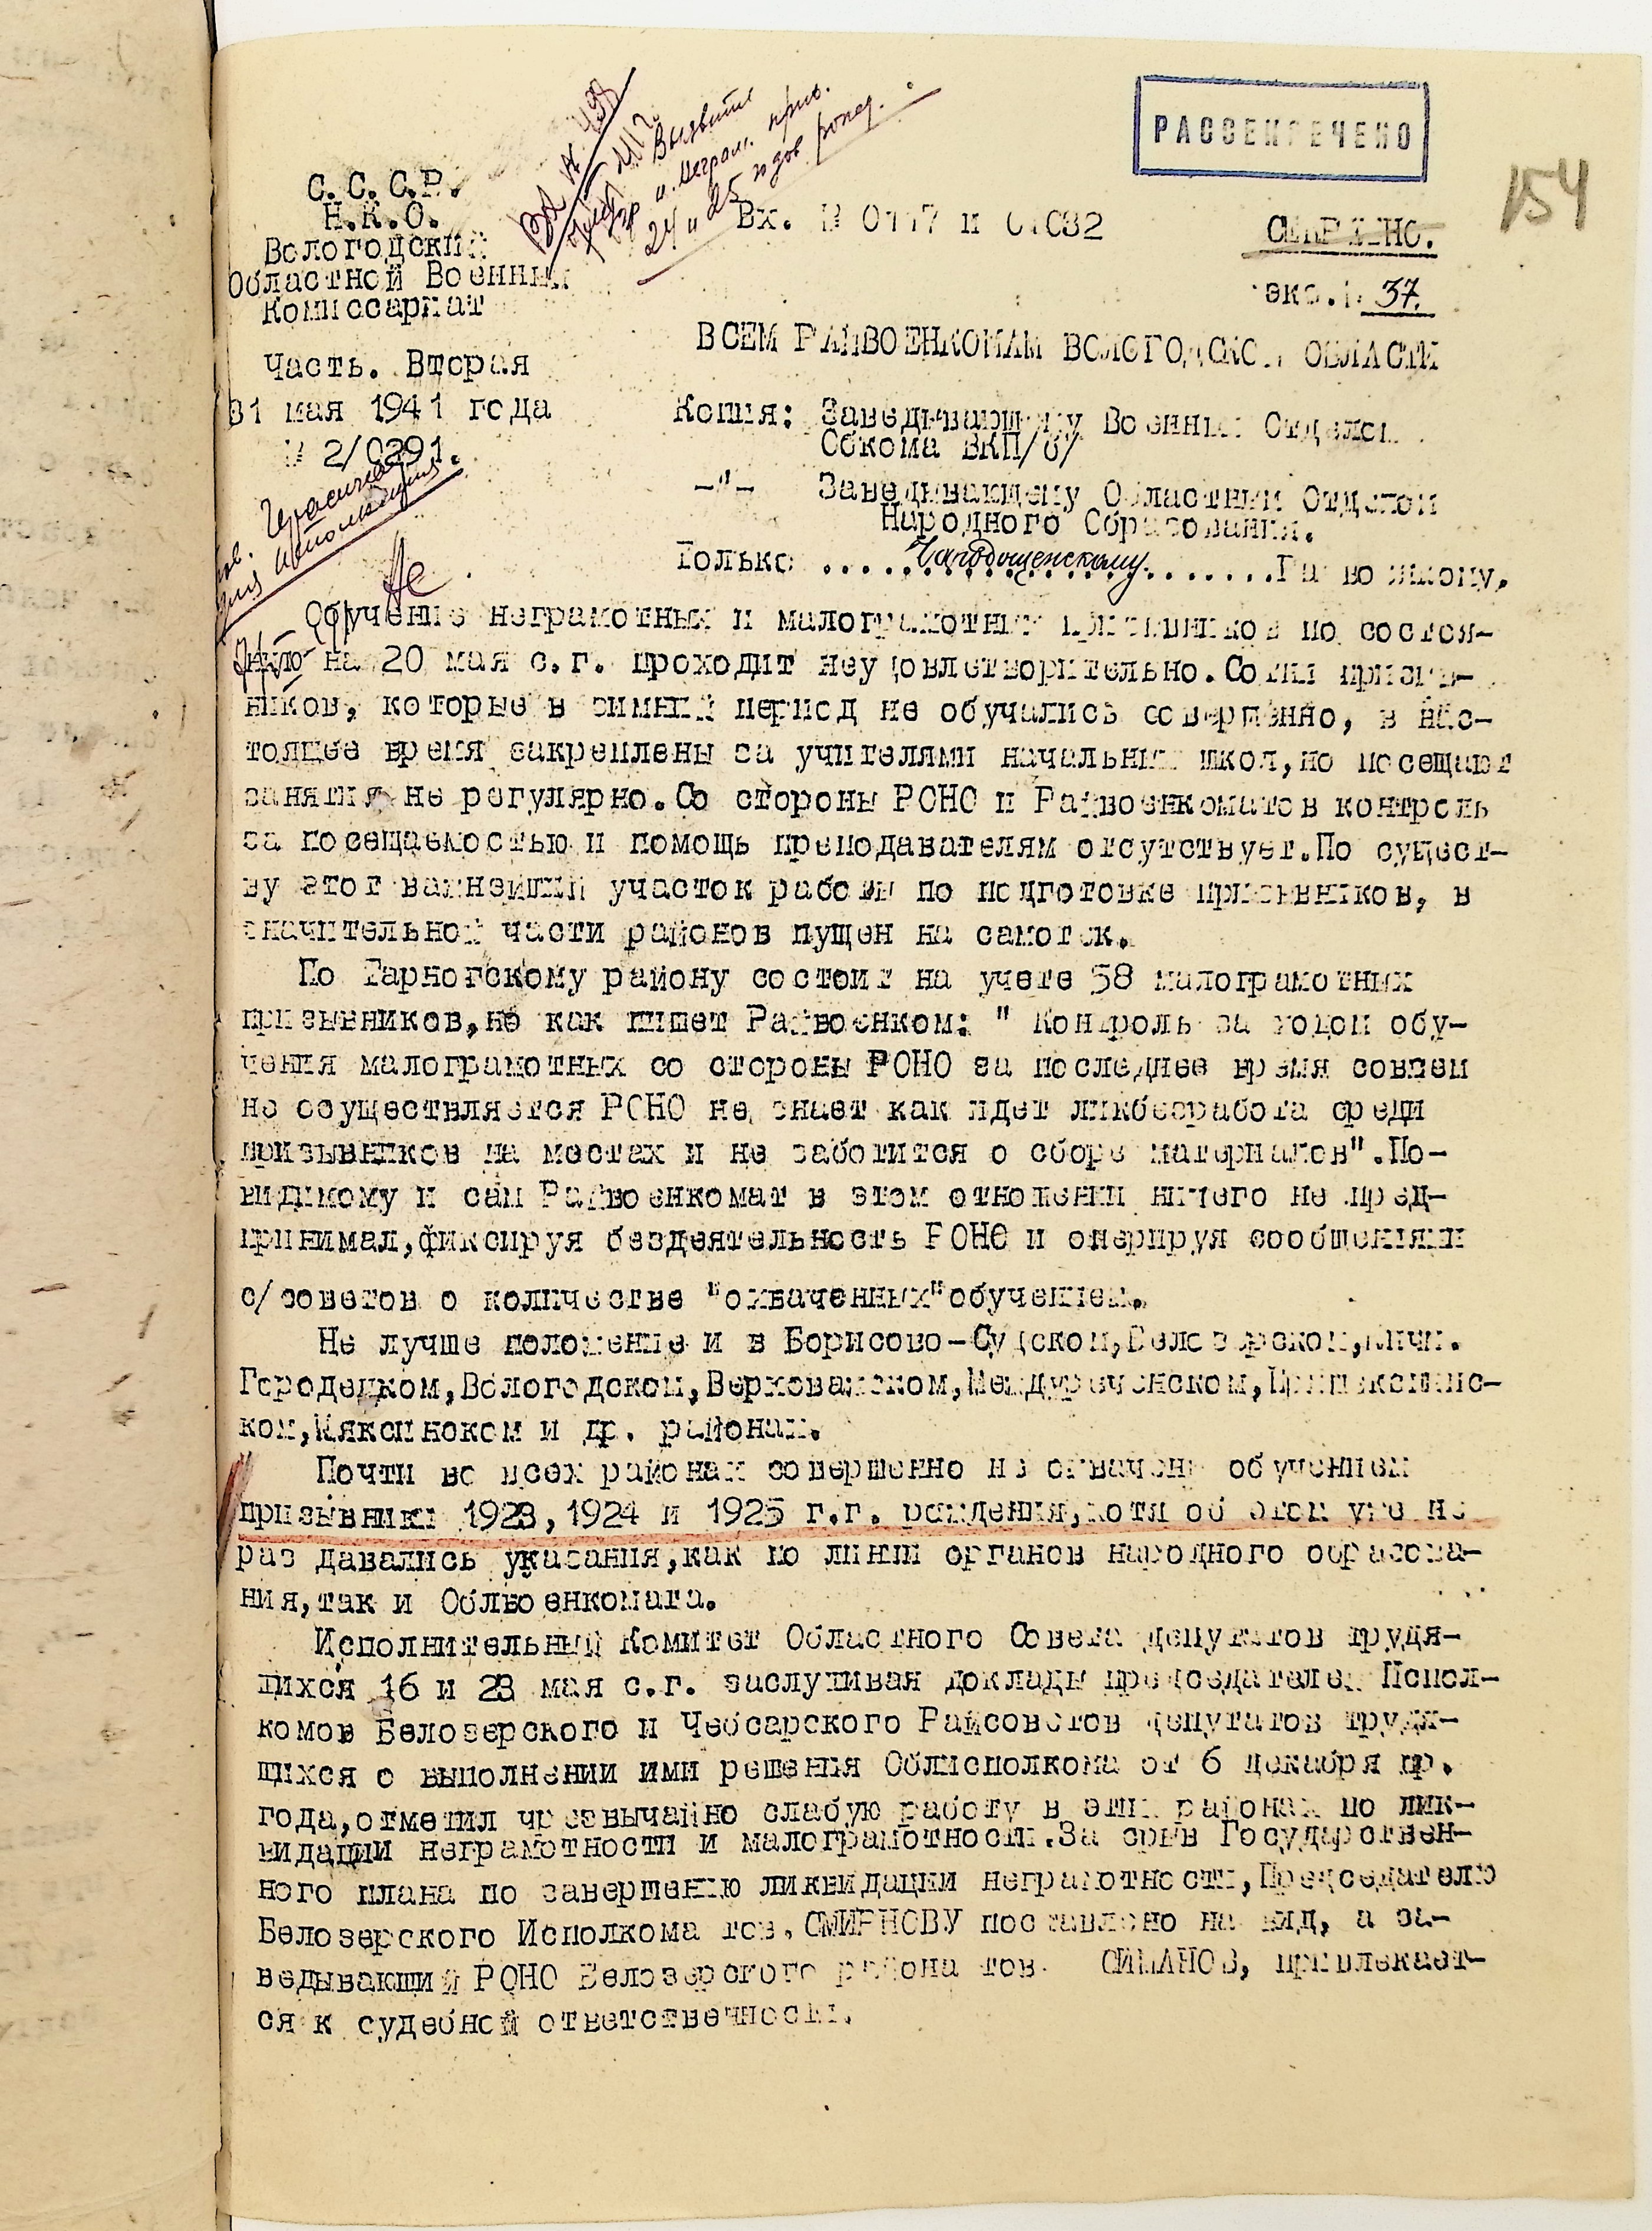 РАССЕКРЕЧЕНО
154
С.С.С.Р.
Н.К.О.
Вологодский
Областной Военный
Комиссариат
Часть. Вторая
31 мая 1941 года
№ 2/0291.
Вызвать
24 и 25 годов рожд.
Вх. №
СЕКРЕТНО.
экз.№ 37.
ВСЕМ РАЙВОЕНКОМАМ ВОЛОГОДСКОЙ ОБЛАСТИ
Копия: Заведывающему Военным Отделом
Обкома ВКП/б/
-"- Заведывающему Областным Отделом
Народного Образования.
Только ....Чагодощенскому.......Райвоенкому.
Обучение неграмотных и малограмотных призывников по состоя-
нию на 20 мая с.г. проходит неудовлетворительно.Сотни призыв-
ников, которые в зимний период не обучались совершенно, в нас-
тоящее время закреплены за учителями начальных школ,но посещают
занятия не регулярно.Со стороны РОНО и Райвоенкоматов контроль
за посещаемостью и помощь преподавателям отсутствует.По сущест-
ву этот важнейший участок работы по подготовке призывников, в
значительной части районов пущен на самотек.
По Тарногскому району состоит на учете 58 малограмотных
призывников,но как пишет Райвоенком: " Контроль за ходом обу-
чения малограмотных со стороны РОНО за последнее время совсем
не осуществляется РОНО не знает как идет ликбезработа среди
призывников на местах и не заботится о сборе материалов".По-
видимому и сам Райвоенкомат в этом отношении ничего не пред-
принимал,фиксируя бездеятельность РОНО и оперируя сообщениями
с/советов о количестве "охваченных"обучением.
Не лучше положение и в Борисово-Судском,Белозерском,Кичм.
Городецком,Вологодском,Верховажском,Междуреченском,Пришекснинс-
ком,Мяксинском и др. районах.
Почти во всех районах совершенно не охвачены обучением
призывники 1923, 1924 и 1925 г.г. рождения,хотя об этом уже не
раз давались указания,как по линии органов народного образова-
ния,так и Облвоенкомата.
Исполнительный Комитет Областного Совета депутатов трудя-
щихся 16 и 23 мая с.г. заслушивая доклады председателей Испол-
комов Белозерского и Чебсарского Райсоветов депутатов трудя-
щихся о выполнении ими решения Облисполкома от 6 декабря пр.
года,отметил чрезвычайно слабую работу в этих районах по лик-
видации неграмотности и малограмотности.За срыв Государствен-
ного плана по завершению ликвидации неграмотности,Председателю
Белозерского Исполкома тов. СМИРНОВУ поставлено на вид, а за-
ведывающий РОНО Белозерского района тов. привлекает-
ся к судебной ответственности.